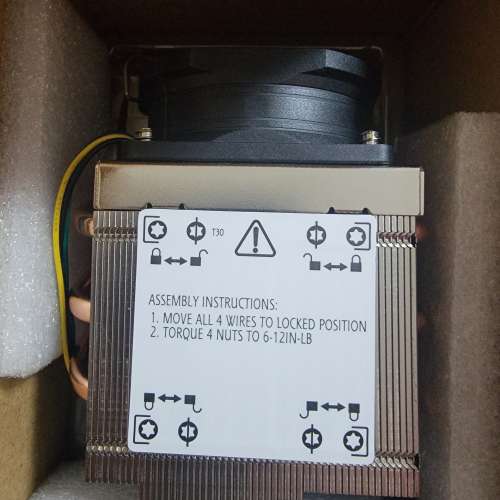 T30
ASSEMBLY INSTRUCTIONS:
1. MOVE ALL 4 WIRES TO LOCKED POSITION
2. TORQUE 4 NUTS TO 6-12IN-LB